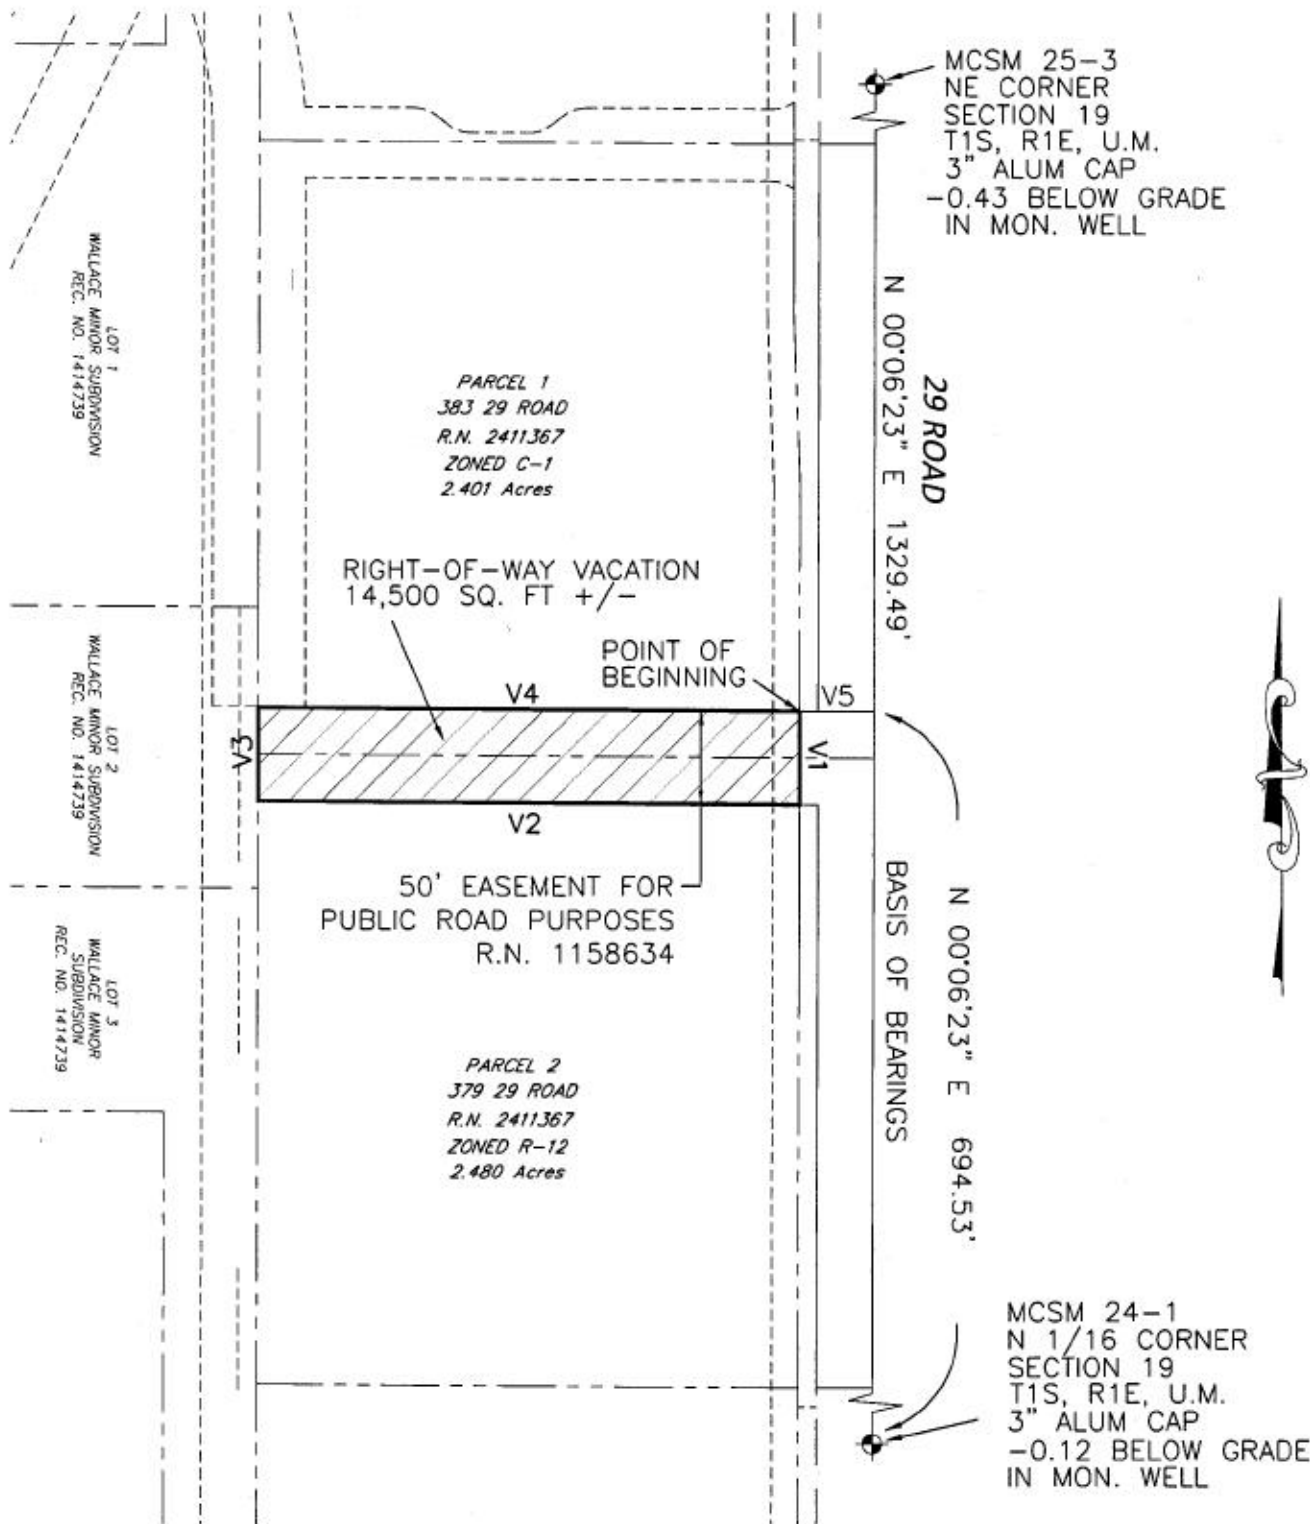 MCSM 25-3
NE CORNER
SECTION 19
T1S, R1E, U.M.
3" ALUM CAP
-0.43 BELOW GRADE
IN MON. WELL
29 ROAD
N 00°06'23" E 1329.49'
LOT 1
WALLACE MINOR SUBDIVISION
REC. NO. 1414739
PARCEL 1
383 29 ROAD
R.N. 2411367
ZONED C-1
2.401 Acres
RIGHT-OF-WAY VACATION
14,500 SQ. FT +/-
POINT OF
BEGINNING
V4
V5
V3
V1
V2
LOT 2
WALLACE MINOR SUBDIVISION
REC. NO. 1414739
50' EASEMENT FOR
PUBLIC ROAD PURPOSES
R.N. 1158634
BASIS OF BEARINGS
N 00°06'23" E 694.53'
LOT 3
WALLACE MINOR
SUBDIVISION
REC. NO. 1414739
PARCEL 2
379 29 ROAD
R.N. 2411367
ZONED R-12
2.480 Acres
MCSM 24-1
N 1/16 CORNER
SECTION 19
T1S, R1E, U.M.
3" ALUM CAP
-0.12 BELOW GRADE
IN MON. WELL